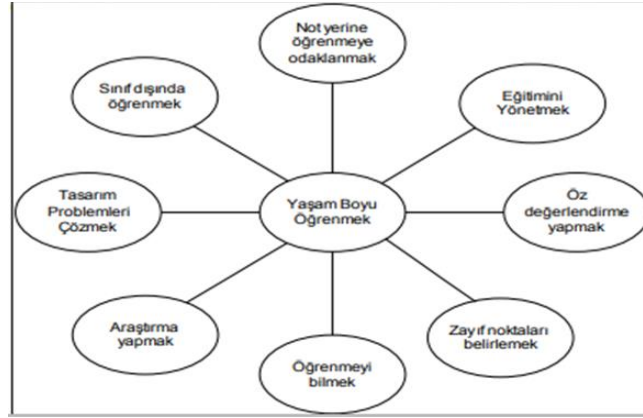 Not yerine
öğrenmeye
odaklanmak
Sınıf dışında
öğrenmek
Eğitimini
Yönetmek
Tasarım
Problemleri
Çözmek
Yaşam Boyu
Öğrenmek
Öz
değerlendirme
yapmak
Araştırma
yapmak
Zayıf noktaları
belirlemek
Öğrenmeyi
bilmek